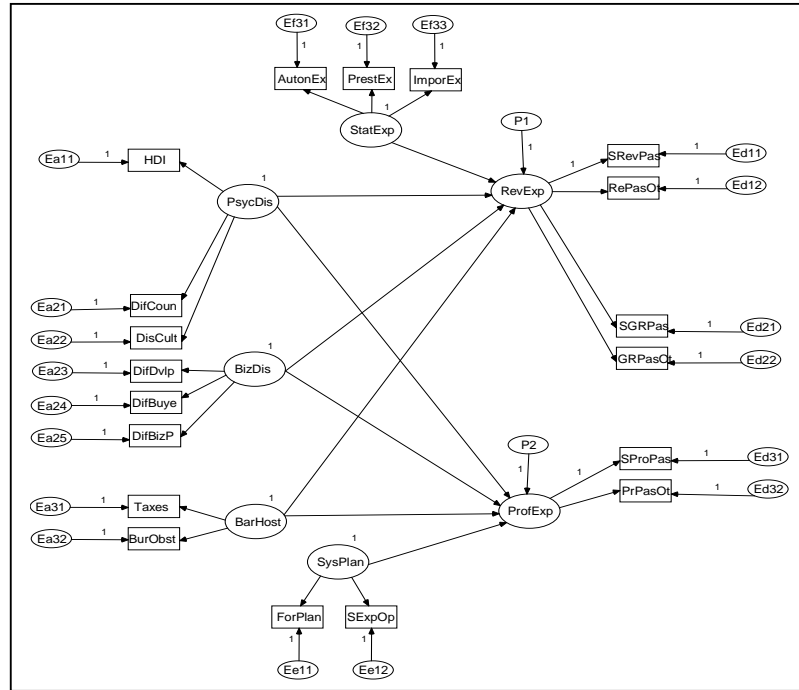 Ef31 Ef32 Ef33
1 1 1
AutonEx PrestEx ImporEx
1
StatExp
P1
1
Ea11 1 HDI
1 SRevPas 1 Ed11
RevExp
RePasOt 1 Ed12
1
PsycDis
Ea21 1 DifCoun
Ea22 1 DisCult
SGRPas 1 Ed21
GRPasOt 1 Ed22
1
BizDis
Ea23 1 DifDvlp
Ea24 1 DifBuye
Ea25 1 DifBizP
P2
1
1 SProPas 1 Ed31
PrPasOt 1 Ed32
ProfExp
Ea31 1 Taxes
1
BarHost
Ea32 1 BurObst
SysPlan 1
ForPlan SExpOp
1 1
Ee11 Ee12